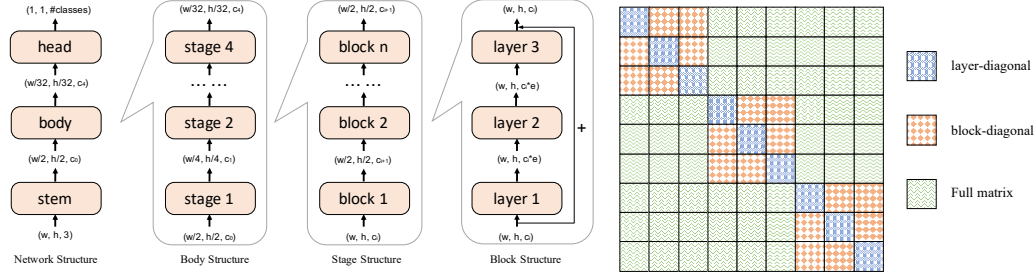 (1, 1, #classes)
head
(w/32, h/32, c₄)
body
(w/2, h/2, c₀)
stem
(w, h, 3)
Network Structure
(w/32, h/32, c₄)
stage 4
... ...
stage 2
(w/4, h/4, c₁)
stage 1
(w/2, h/2, c₀)
Body Structure
(w/2, h/2, cᵢ₊₁)
block n
... ...
block 2
(w/2, h/2, cᵢ₊₁)
block 1
(w, h, cᵢ)
Stage Structure
(w, h, cᵢ)
layer 3
(w, h, cᵢ*e)
layer 2
+
(w, h, cᵢ*e)
layer 1
(w, h, cᵢ)
Block Structure
layer-diagonal
block-diagonal
Full matrix